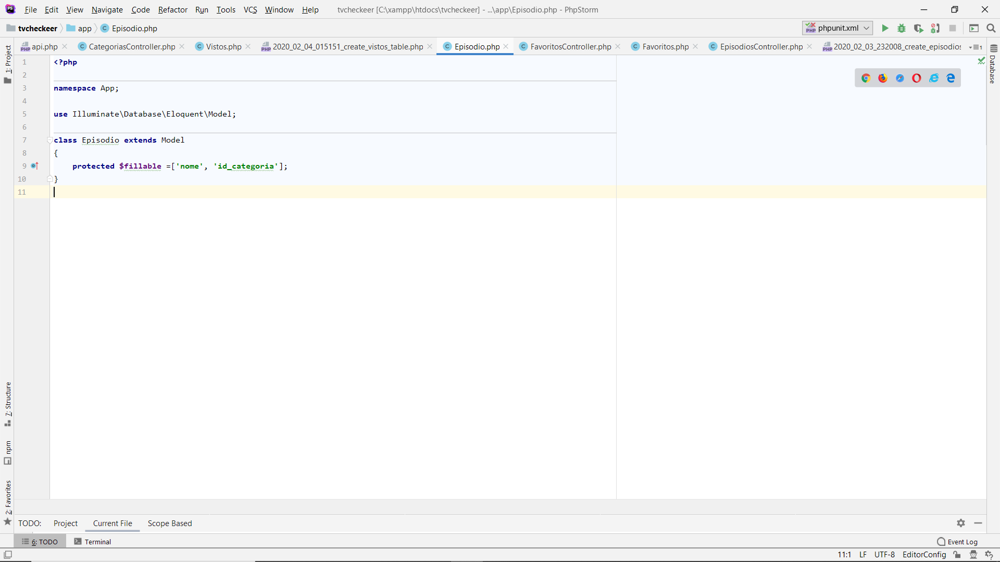 File Edit View Navigate Code Refactor Run Tools VCS Window Help tvcheckeer [C:\xampp\htdocs\tvcheckeer] - ...\app\Episodio.php - PhpStorm
tvcheckeer app Episodio.php phpunit.xml
api.php CategoriasController.php Vistos.php 2020_02_04_015151_create_vistos_table.php Episodio.php FavoritosController.php Favoritos.php EpisodiosController.php 2020_02_03_232008_create_episodios 1
1: Project
Database
1 <?php
2
3 namespace App;
4
5 use Illuminate\Database\Eloquent\Model;
6
7 class Episodio extends Model
8 {
9 protected $fillable =['nome', 'id_categoria'];
10 }
11
7: Structure
npm
2: Favorites
TODO: Project Current File Scope Based
6: TODO Terminal Event Log
11:1 LF UTF-8 EditorConfig